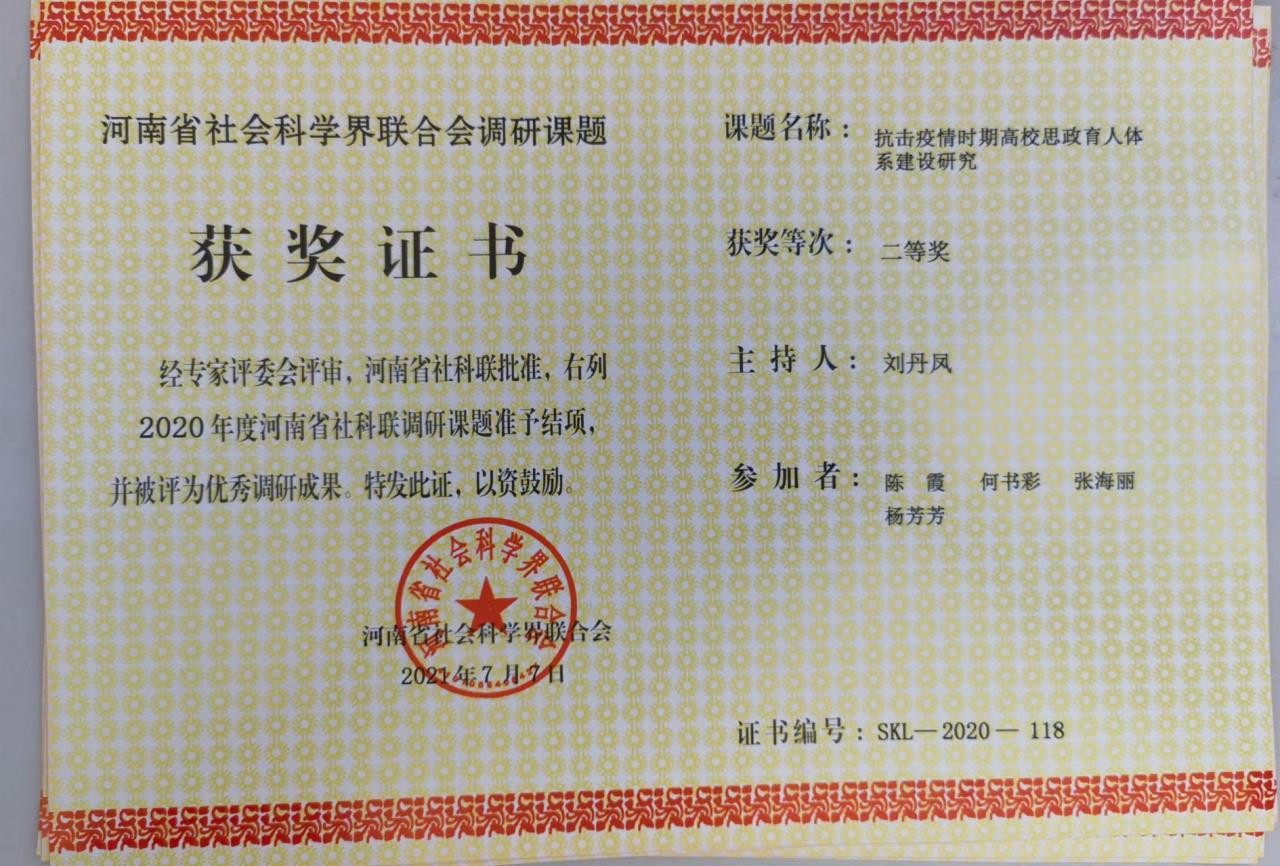 河南省社会科学界联合会调研课题
获奖证书
经专家评委会评审，河南省社科联批准，右列
2020年度河南省社科联调研课题准予结项，
并被评为优秀调研成果。特发此证，以资鼓励。
河南省社会科学界联合会
河南省社会科学界联合会
2021年7月7日
课题名称：抗击疫情时期高校思政育人体
系建设研究
获奖等次：二等奖
主持人：刘丹凤
参加者：陈霞 何书彩 张海丽
杨芳芳
证书编号：SKL—2020—118